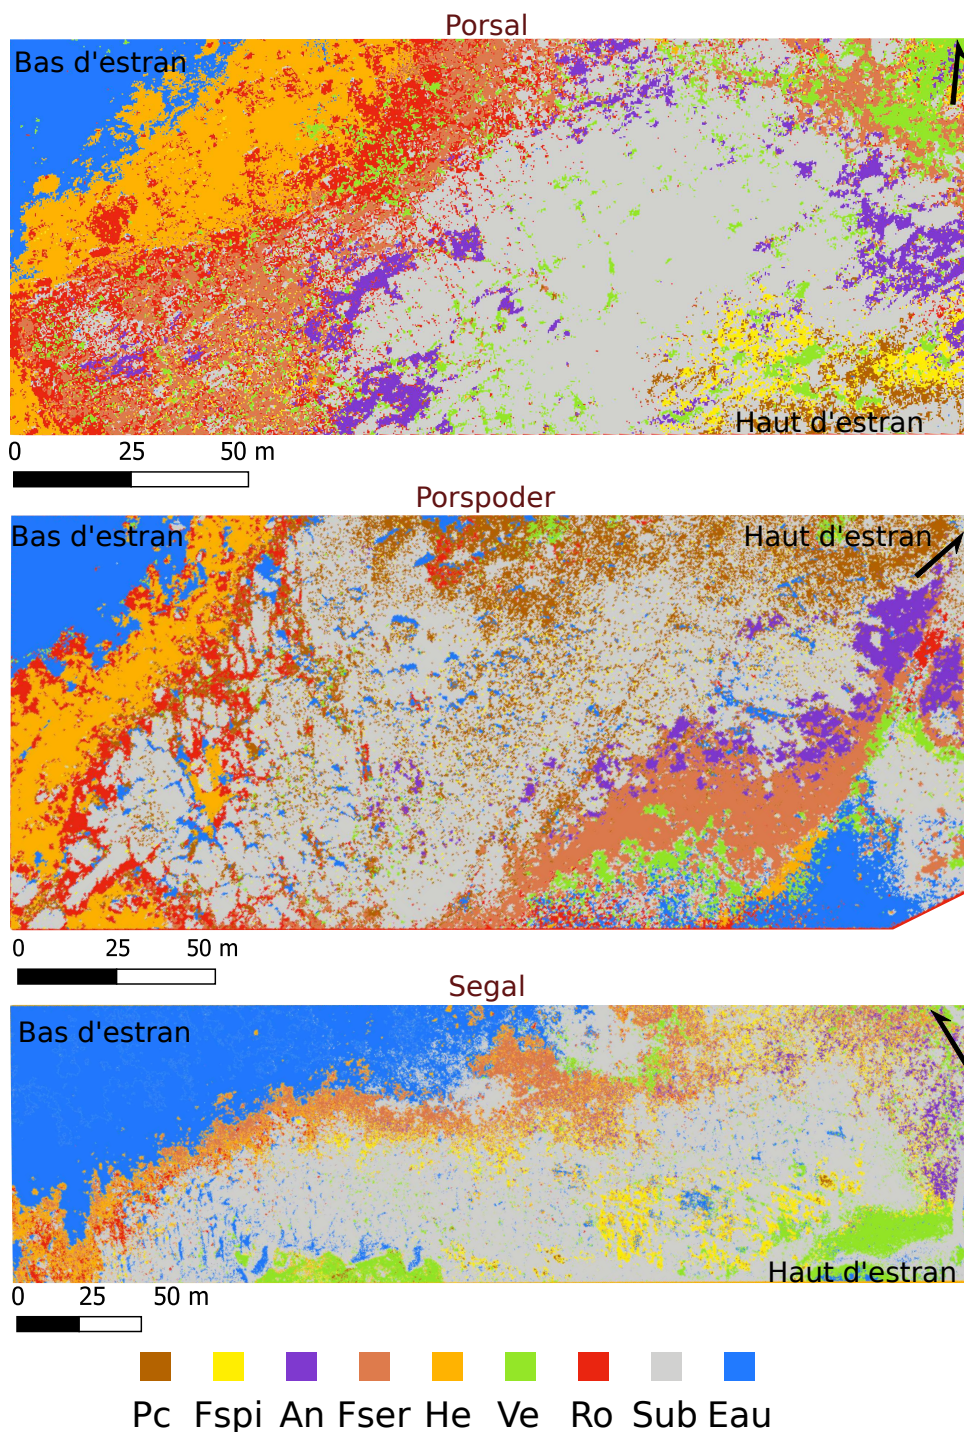 Porsal
Bas d'estran
Haut d'estran
0 25 50 m
Porspoder
Bas d'estran
Haut d'estran
0 25 50 m
Segal
Bas d'estran
Haut d'estran
0 25 50 m
Pc Fspi An Fser He Ve Ro Sub Eau